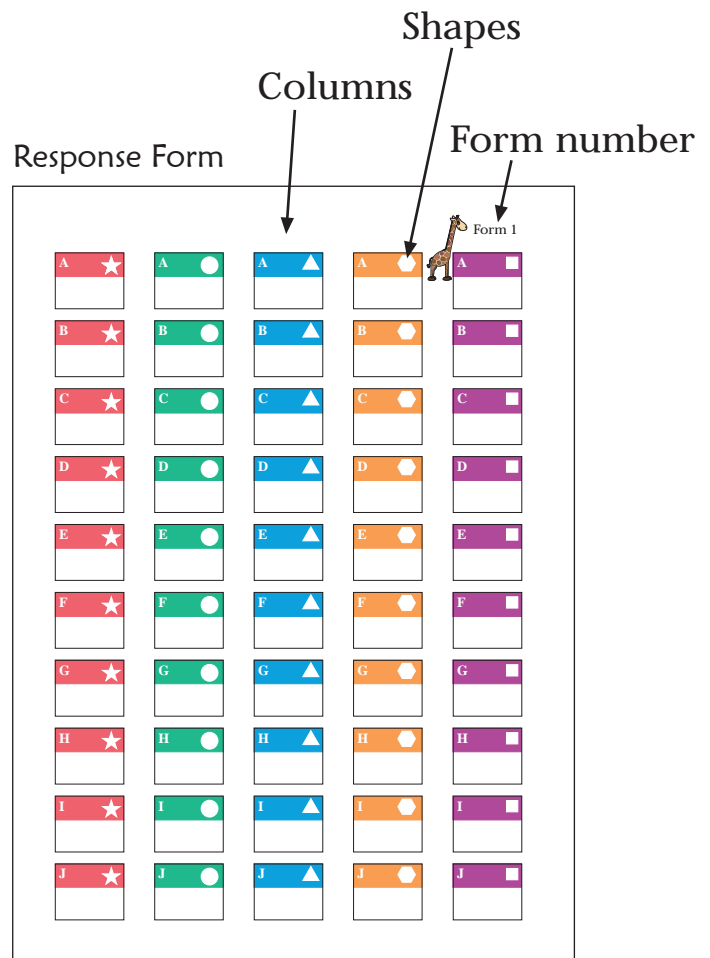 Shapes
Columns
Form number
Response Form
Form 1
A A A A A
B B B B B
C C C C C
D D D D D
E E E E E
F F F F F
G G G G G
H H H H H
I I I I I
J J J J J